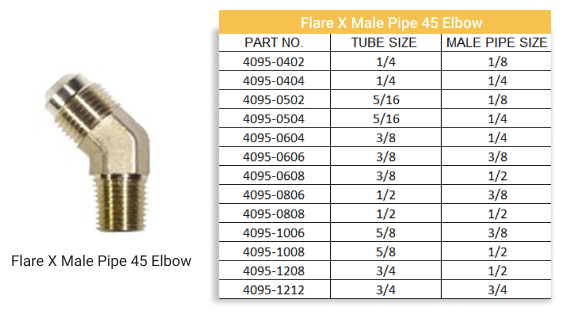 Flare X Male Pipe 45 Elbow
PART NO. TUBE SIZE MALE PIPE SIZE
4095-0402 1/4 1/8
4095-0404 1/4 1/4
4095-0502 5/16 1/8
4095-0504 5/16 1/4
4095-0604 3/8 1/4
4095-0606 3/8 3/8
4095-0608 3/8 1/2
4095-0806 1/2 3/8
4095-0808 1/2 1/2
4095-1006 5/8 3/8
4095-1008 5/8 1/2
4095-1208 3/4 1/2
4095-1212 3/4 3/4
Flare X Male Pipe 45 Elbow